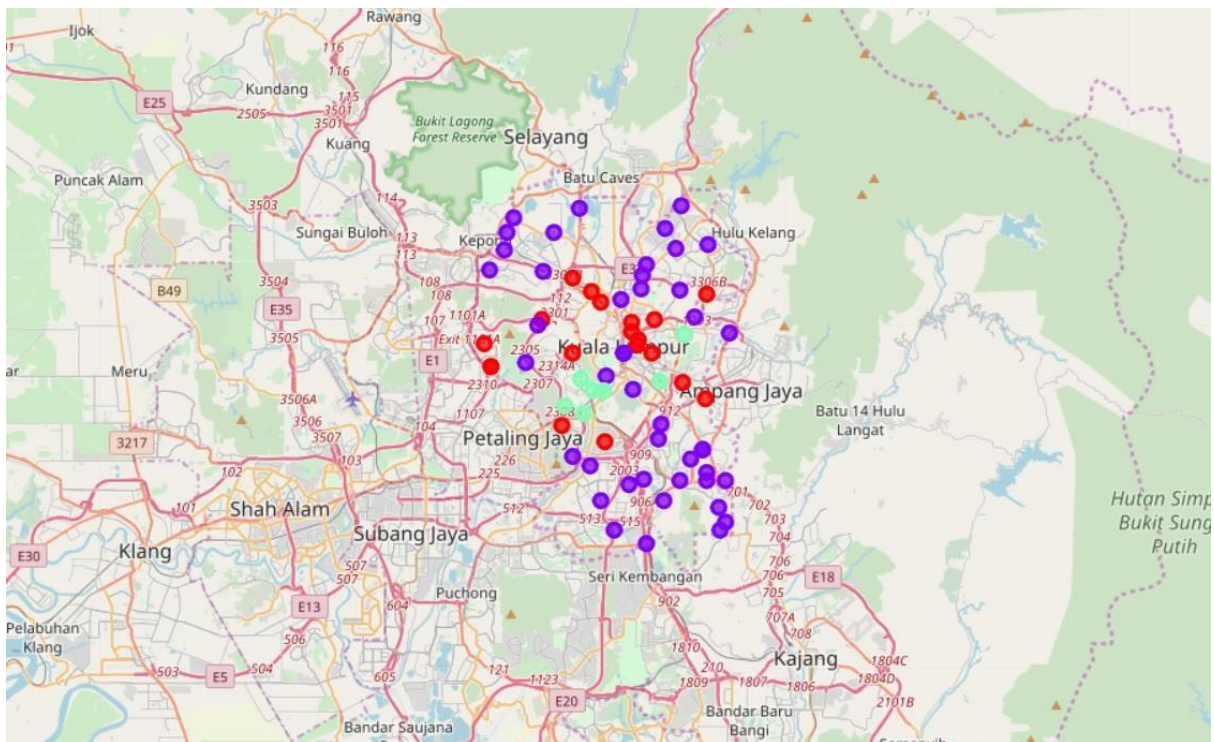 Rawang
Ijok
116
116
E25
Kundang
115
2505
3501
3501
Kuang
Bukit Lagong
Forest Reserve
Selayang
Puncak Alam
114
Batu Caves
3503
Sungai Buloh
113
113
Kepong
Hulu Kelang
3504
108
108
3306B
B49
112
E35
1101A
2301
107
Exit
2305
Kuala Lumpur
E1
2314A
Meru
2310
2307
3506A
Ampang Jaya
3506
1107
912
Batu 14 Hulu
Langat
3217
3507
104
Petaling Jaya
102
103
226
225
909
2003
101
701
702
Shah Alam
512
906
703
Hutan Simp
Bukit Sung
Putih
Subang Jaya
513
515
704
E30
Klang
507
507
706
Seri Kembangan
E18
E13
604
Puchong
706
705
902
707A
506
708
Pelabuhan
Klang
1810
Kajang
503
504
121
210
1804C
E5
605
1123
1809
1807
1806
1804D
E20
2101B
Bandar Saujana
Bandar Baru
Bangi